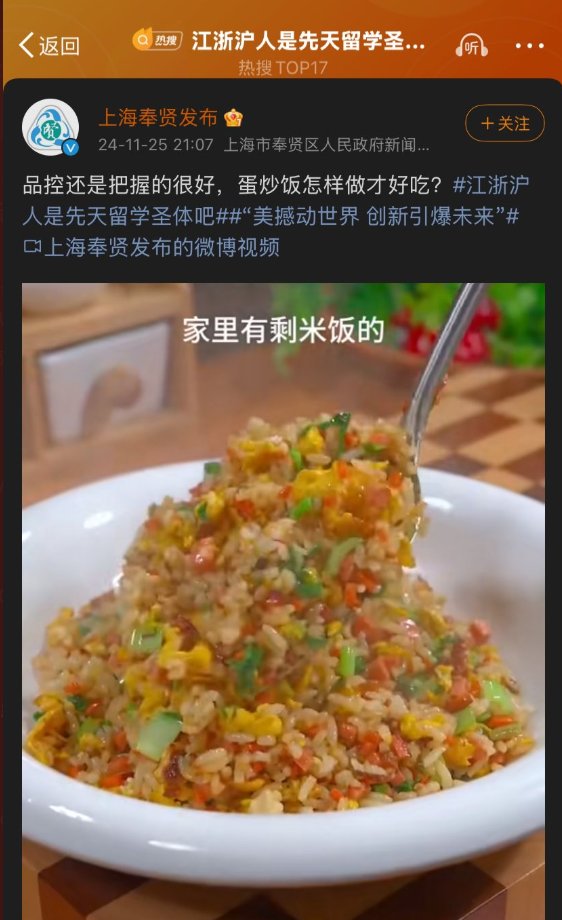 返回
热搜
江浙沪人是先天留学圣...
听
热搜TOP17
上海奉贤发布
+关注
24-11-25 21:07 上海市奉贤区人民政府新闻...
品控还是把握的很好，蛋炒饭怎样做才好吃？#江浙沪
人是先天留学圣体吧##“美撼动世界 创新引爆未来”#
上海奉贤发布的微博视频
家里有剩米饭的